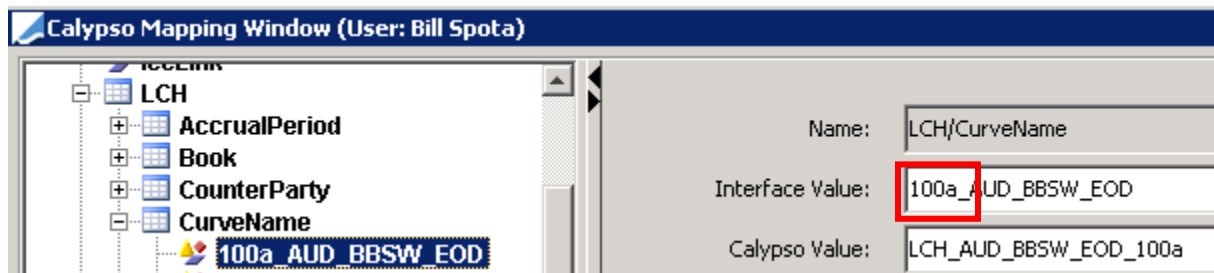 Calypso Mapping Window (User: Bill Spota)
IccLink
LCH
AccrualPeriod
Book
CounterParty
CurveName
100a_AUD_BBSW_EOD
Name: LCH/CurveName
Interface Value: 100a_AUD_BBSW_EOD
Calypso Value: LCH_AUD_BBSW_EOD_100a